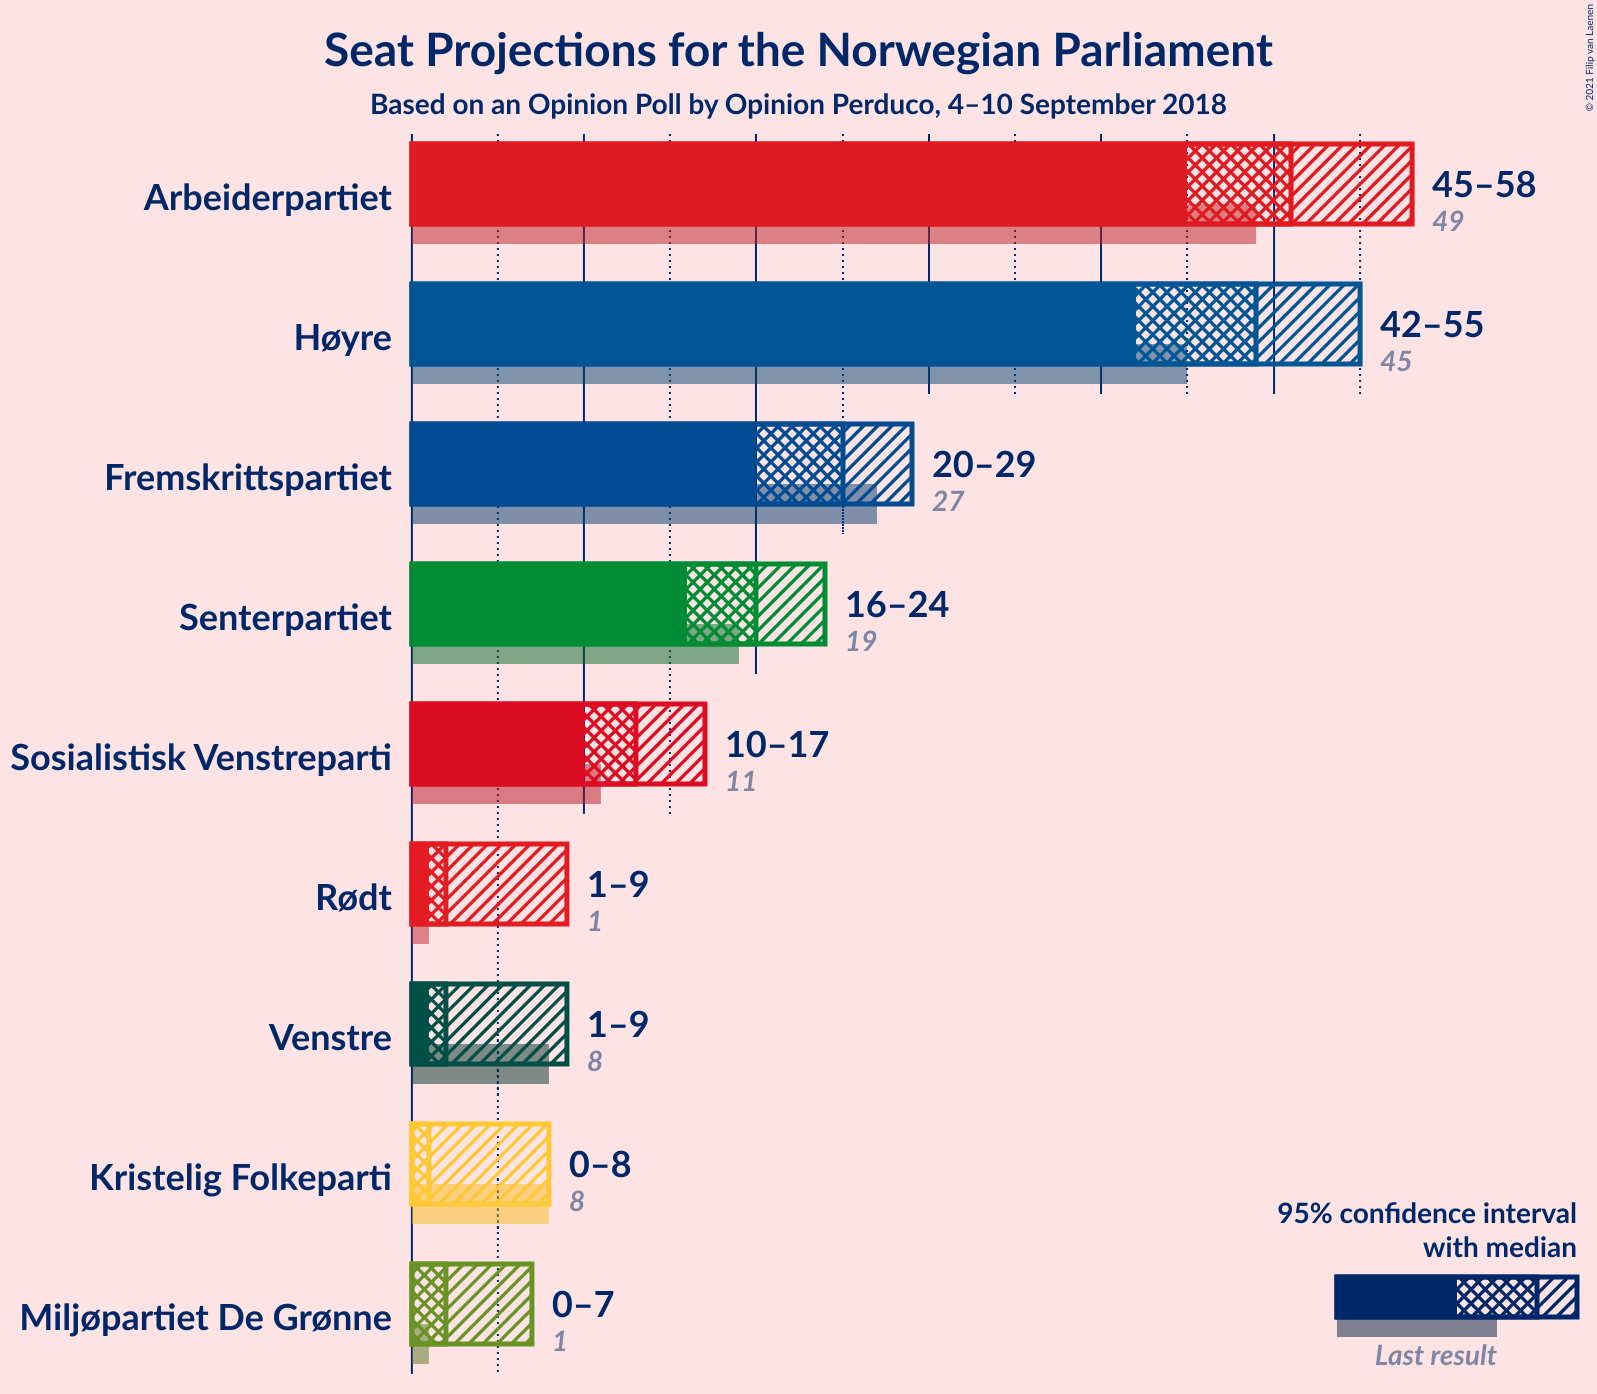 Seat Projections for the Norwegian Parliament
Based on an Opinion Poll by Opinion Perduco, 4–10 September 2018
© 2021 Filip van Laenen
Arbeiderpartiet
45–58
49
Høyre
42–55
45
Fremskrittspartiet
20–29
27
Senterpartiet
16–24
19
Sosialistisk Venstreparti
10–17
11
Rødt
1–9
1
Venstre
1–9
8
Kristelig Folkeparti
0–8
8
Miljøpartiet De Grønne
0–7
1
95% confidence interval
with median
Last result